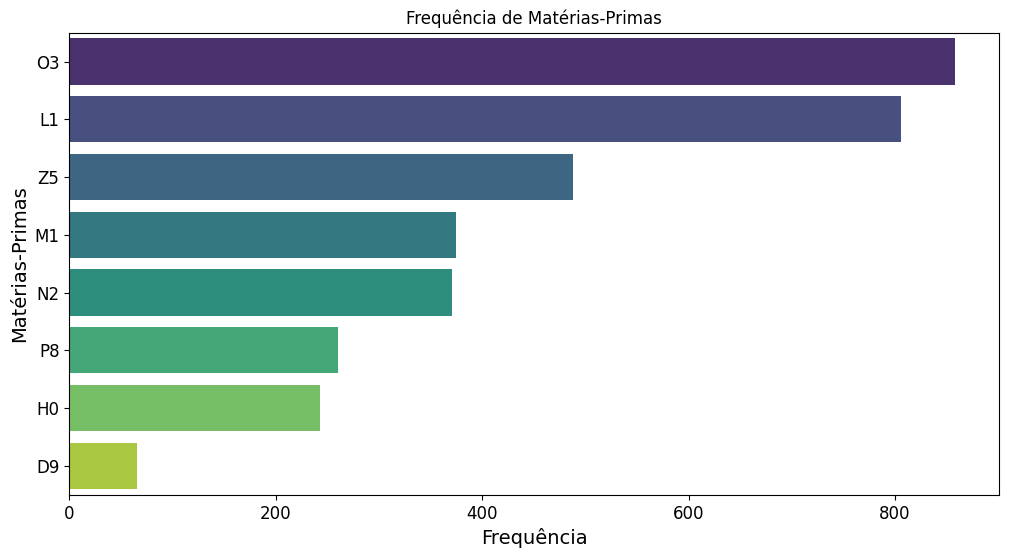 Frequência de Matérias-Primas
O3
L1
Z5
M1
N2
P8
H0
D9
Matérias-Primas
0 200 400 600 800
Frequência